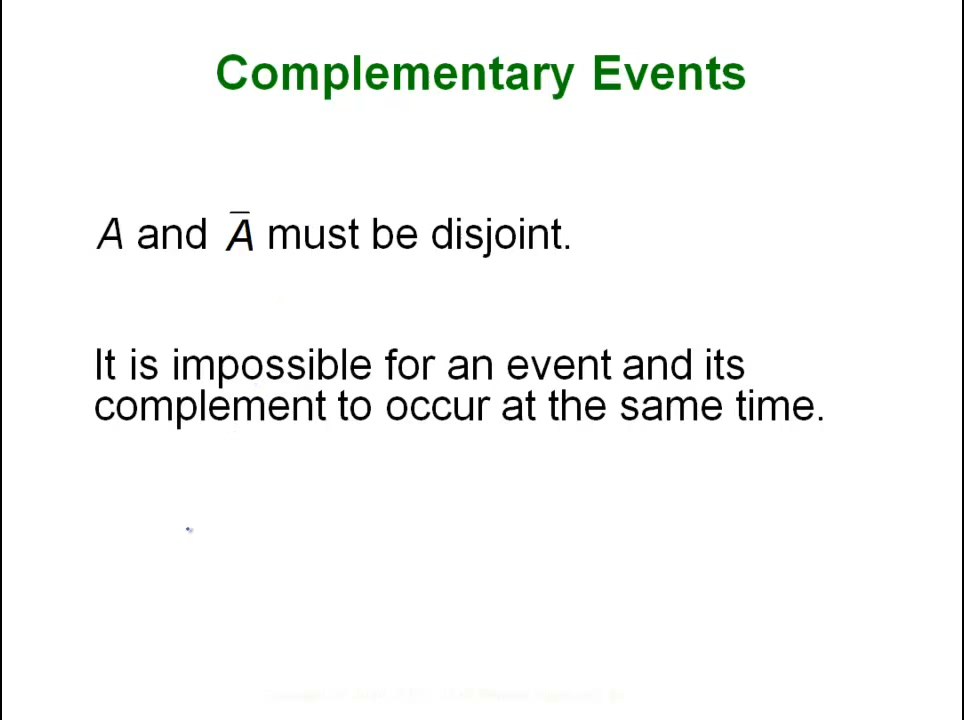 Complementary Events
A and A̅ must be disjoint.
It is impossible for an event and its
complement to occur at the same time.